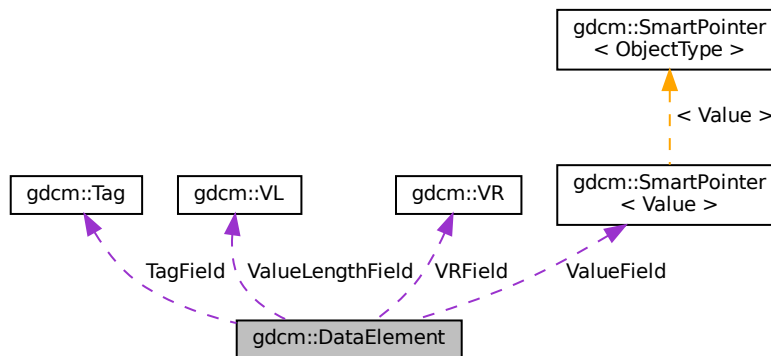 gdcm::SmartPointer
< ObjectType >
< Value >
gdcm::Tag
gdcm::VL
gdcm::VR
gdcm::SmartPointer
< Value >
TagField
ValueLengthField
VRField
ValueField
gdcm::DataElement